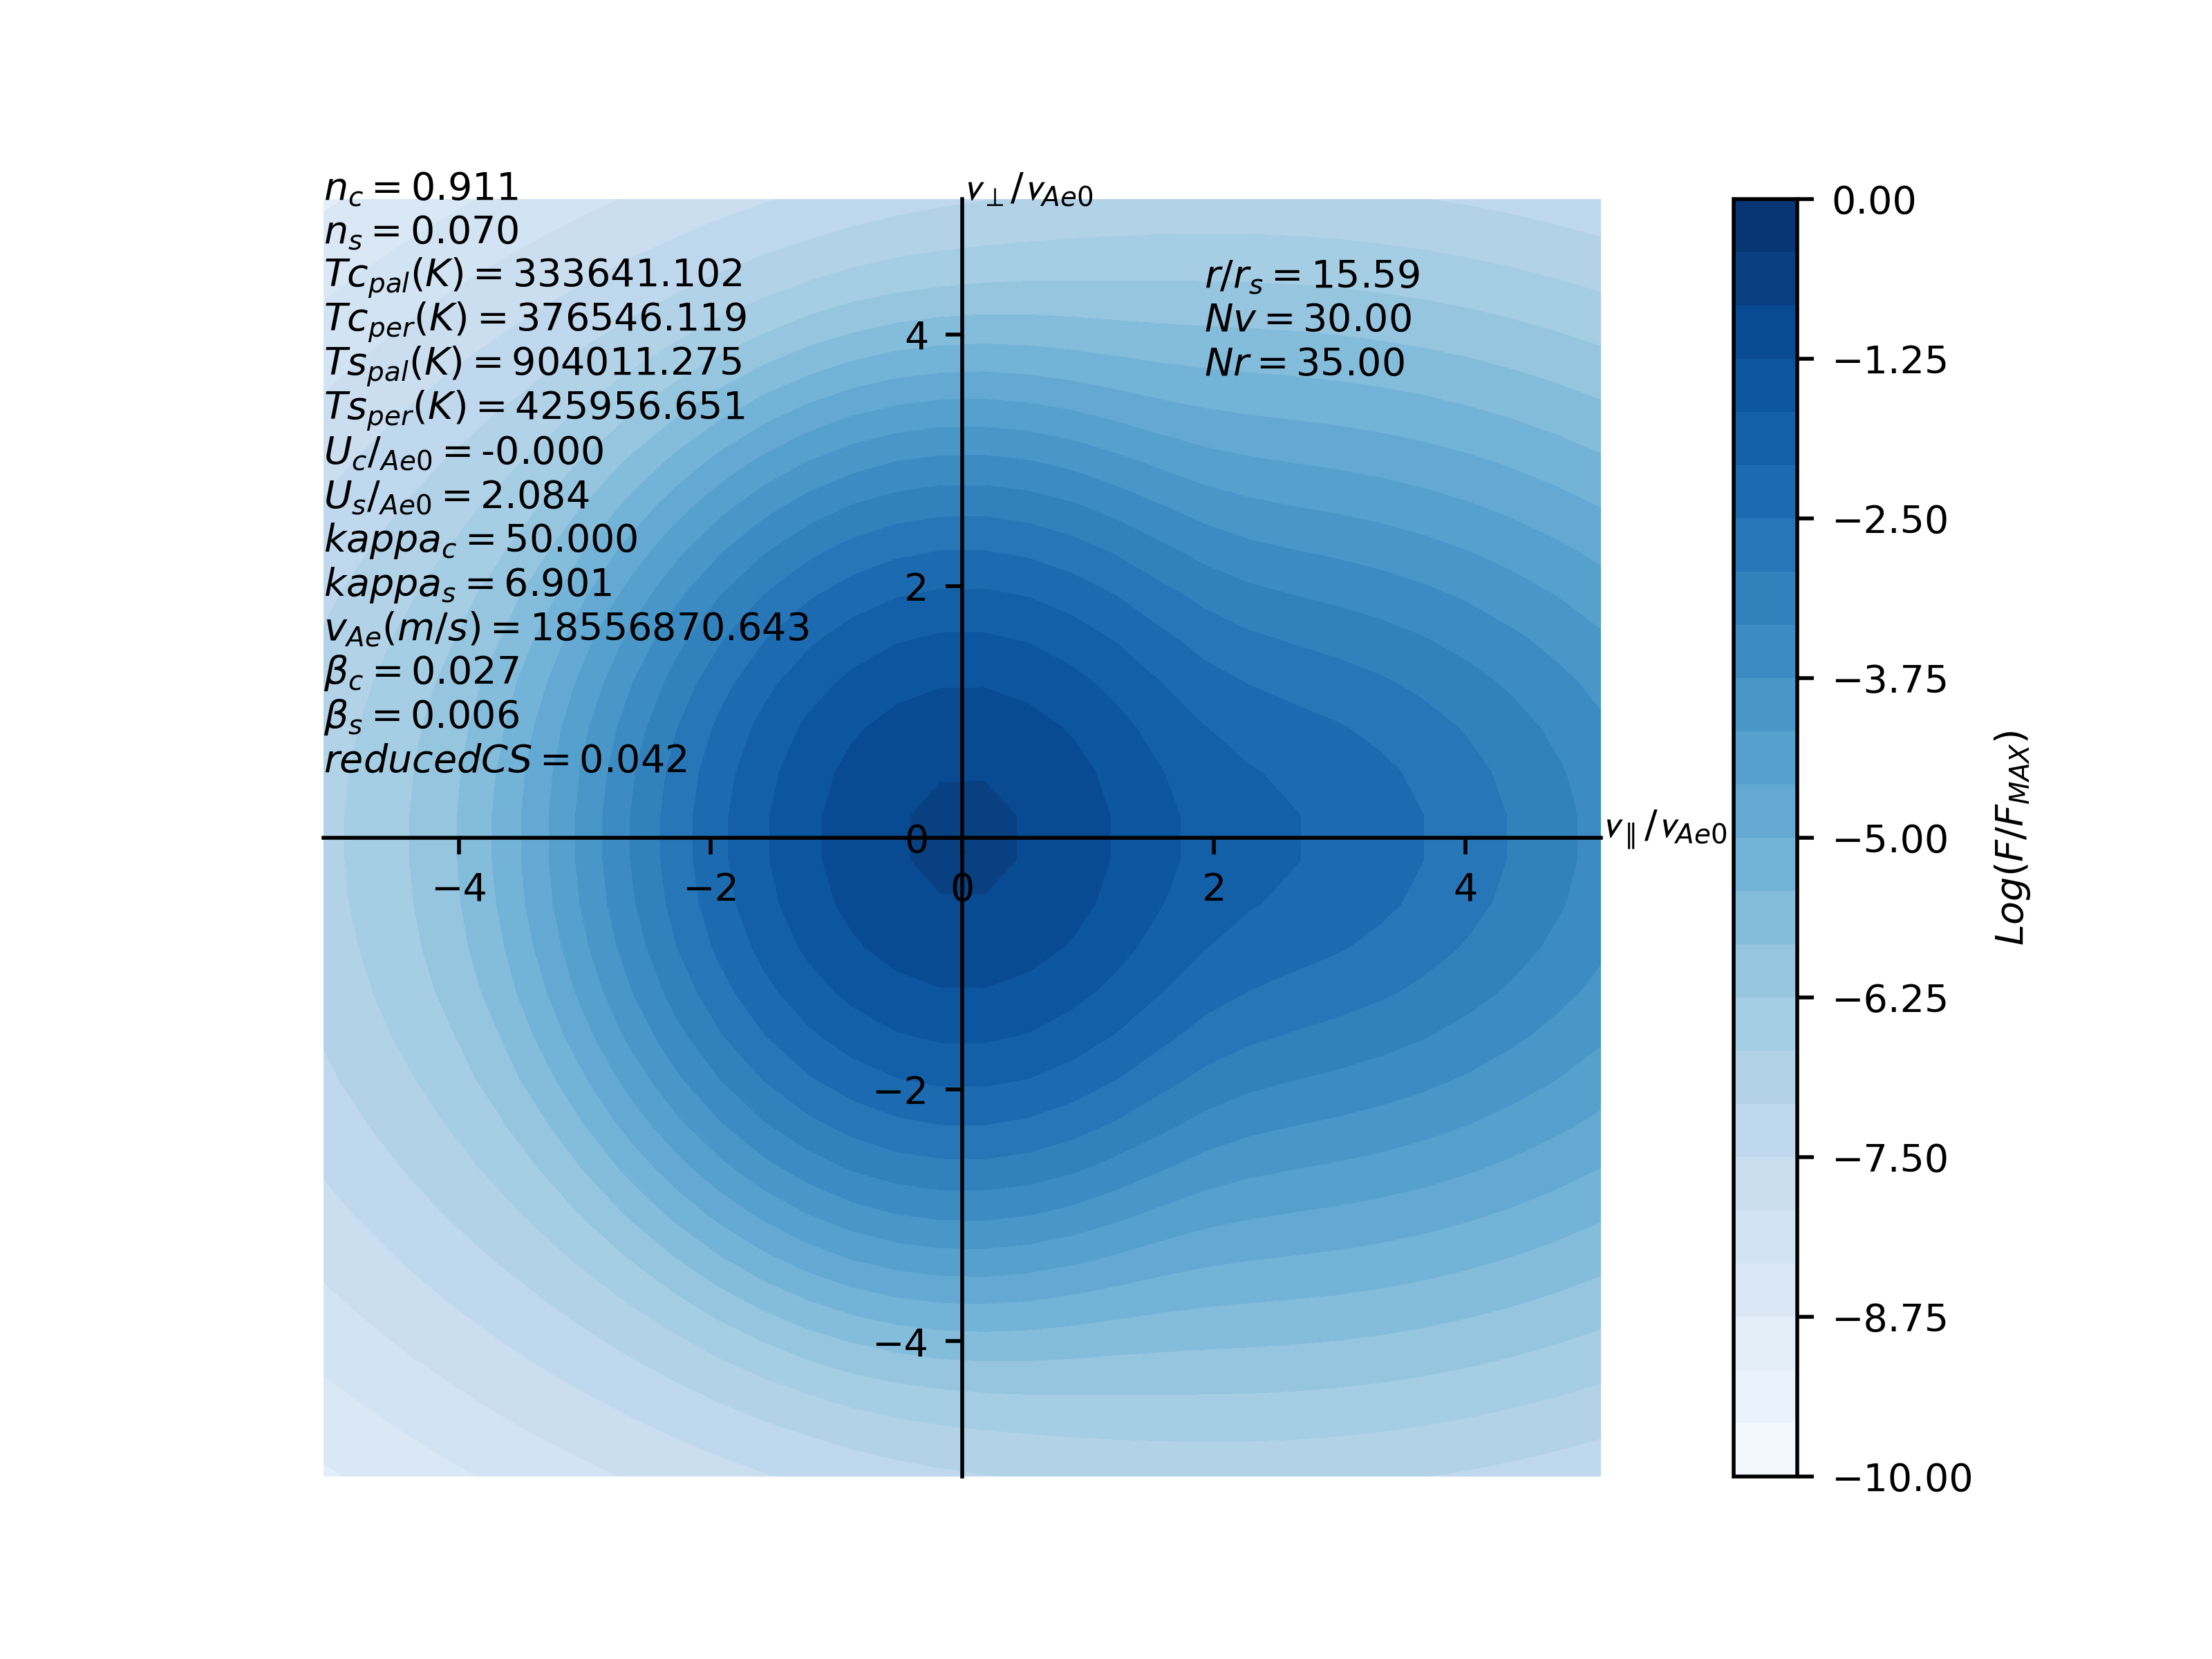 n_c = 0.911
n_s = 0.070
Tc_pal(K) = 333641.102
Tc_per(K) = 376546.119
Ts_pal(K) = 904011.275
Ts_per(K) = 425956.651
U_c/_Ae0 = -0.000
U_s/_Ae0 = 2.084
kappa_c = 50.000
kappa_s = 6.901
v_Ae(m/s) = 18556870.643
β_c = 0.027
β_s = 0.006
reducedCS = 0.042
v_⊥/v_Ae0
r/r_s = 15.59
Nv = 30.00
Nr = 35.00
4
2
0
−2
−4
−4
−2
0
2
4
v_∥/v_Ae0
0.00
−1.25
−2.50
−3.75
−5.00
−6.25
−7.50
−8.75
−10.00
Log(F/F_MAX)